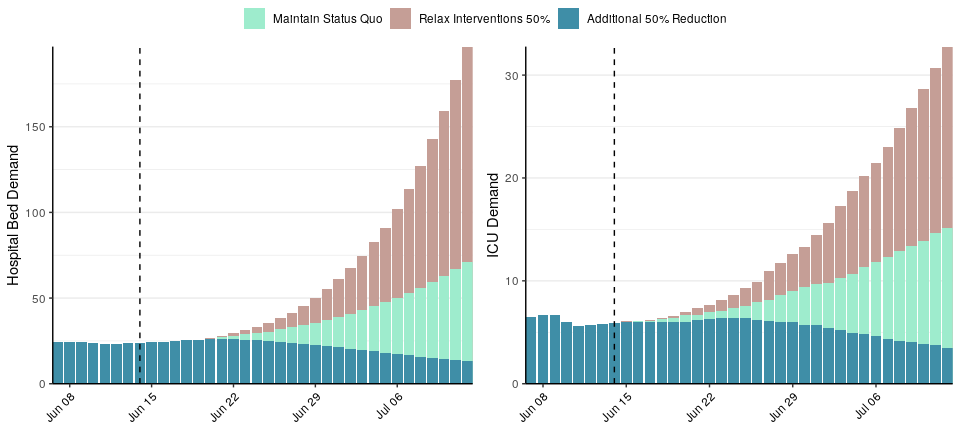 Maintain Status Quo Relax Interventions 50% Additional 50% Reduction
Hospital Bed Demand
150
100
50
0
Jun 08 Jun 15 Jun 22 Jun 29 Jul 06
ICU Demand
30
20
10
0
Jun 08 Jun 15 Jun 22 Jun 29 Jul 06